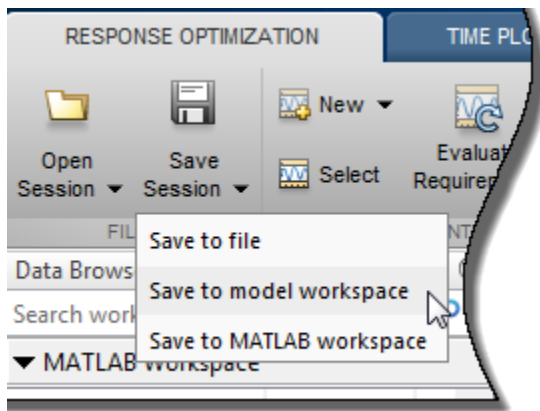 RESPONSE OPTIMIZATION
TIME PLO
Open Session
Save Session
New
Select
Evaluat
Requirem
FIL
NT
Save to file
Save to model workspace
Save to MATLAB workspace
Data Brows
Search work
MATLAB Workspace